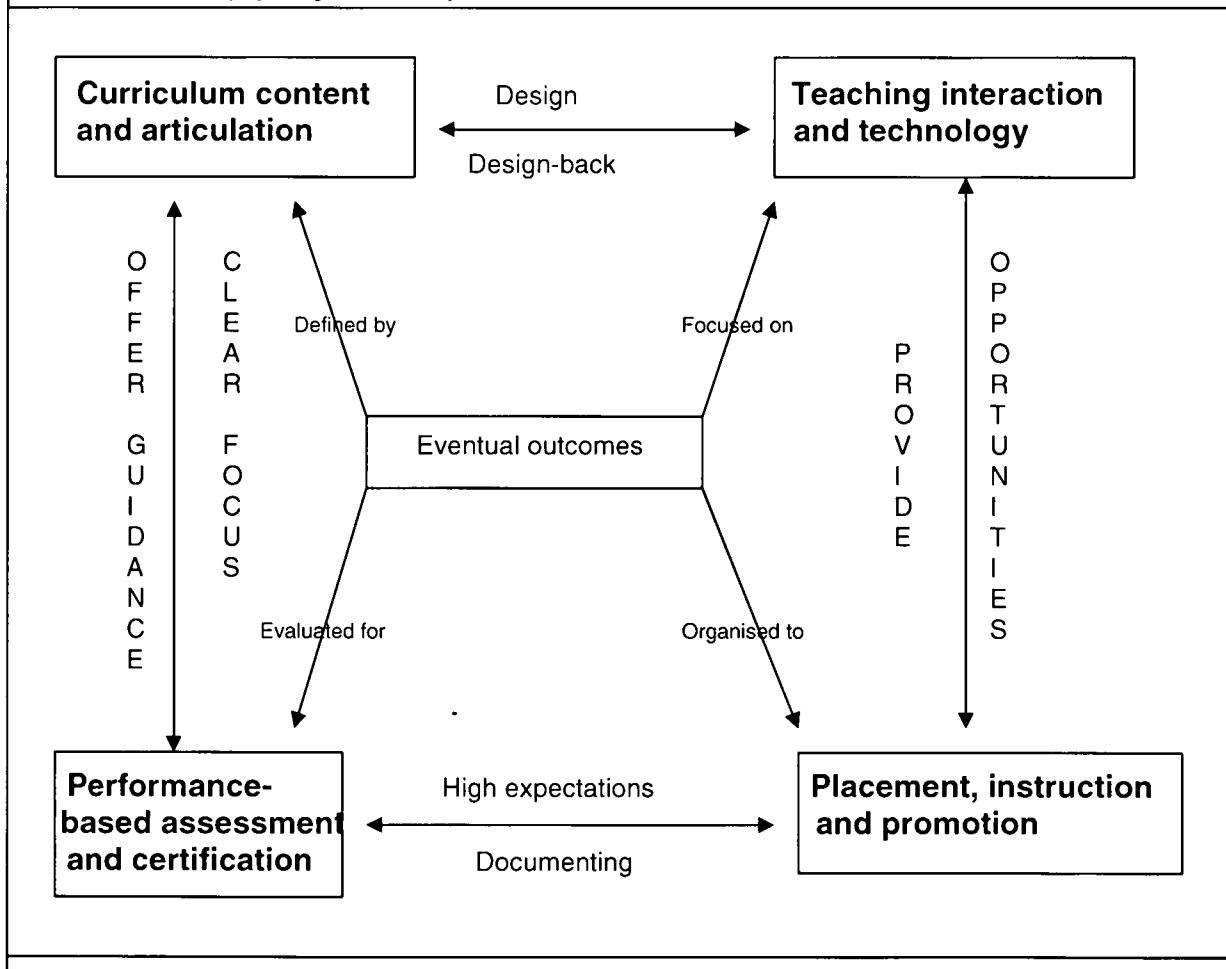 Curriculum content
and articulation
Design
Design-back
Teaching interaction
and technology
OFFER GUIDANCE
CLEAR FOCUS
Defined by
Focused on
PROVIDE
OPPORTUNITIES
Eventual outcomes
Evaluated for
Organised to
Performance-
based assessment
and certification
High expectations
Documenting
Placement, instruction
and promotion